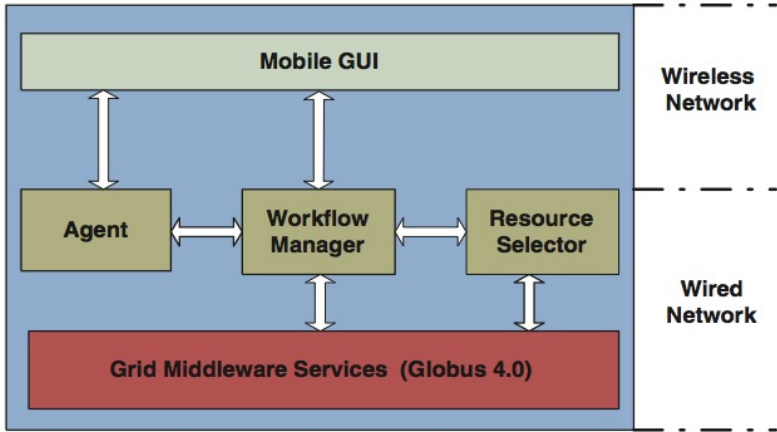 Mobile GUI
Wireless
Network
Agent
Workflow
Manager
Resource
Selector
Wired
Network
Grid Middleware Services (Globus 4.0)